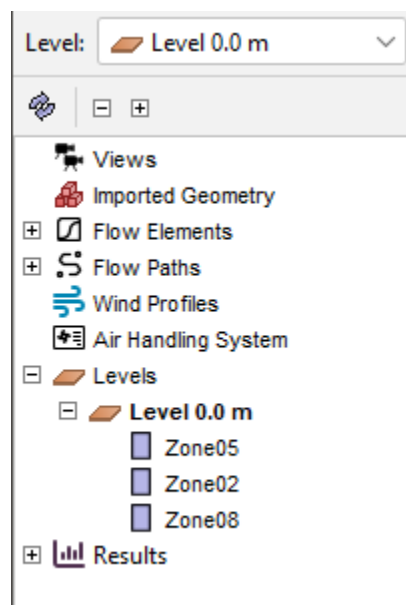 Level: Level 0.0 m
Views
Imported Geometry
Flow Elements
Flow Paths
Wind Profiles
Air Handling System
Levels
Level 0.0 m
Zone05
Zone02
Zone08
Results